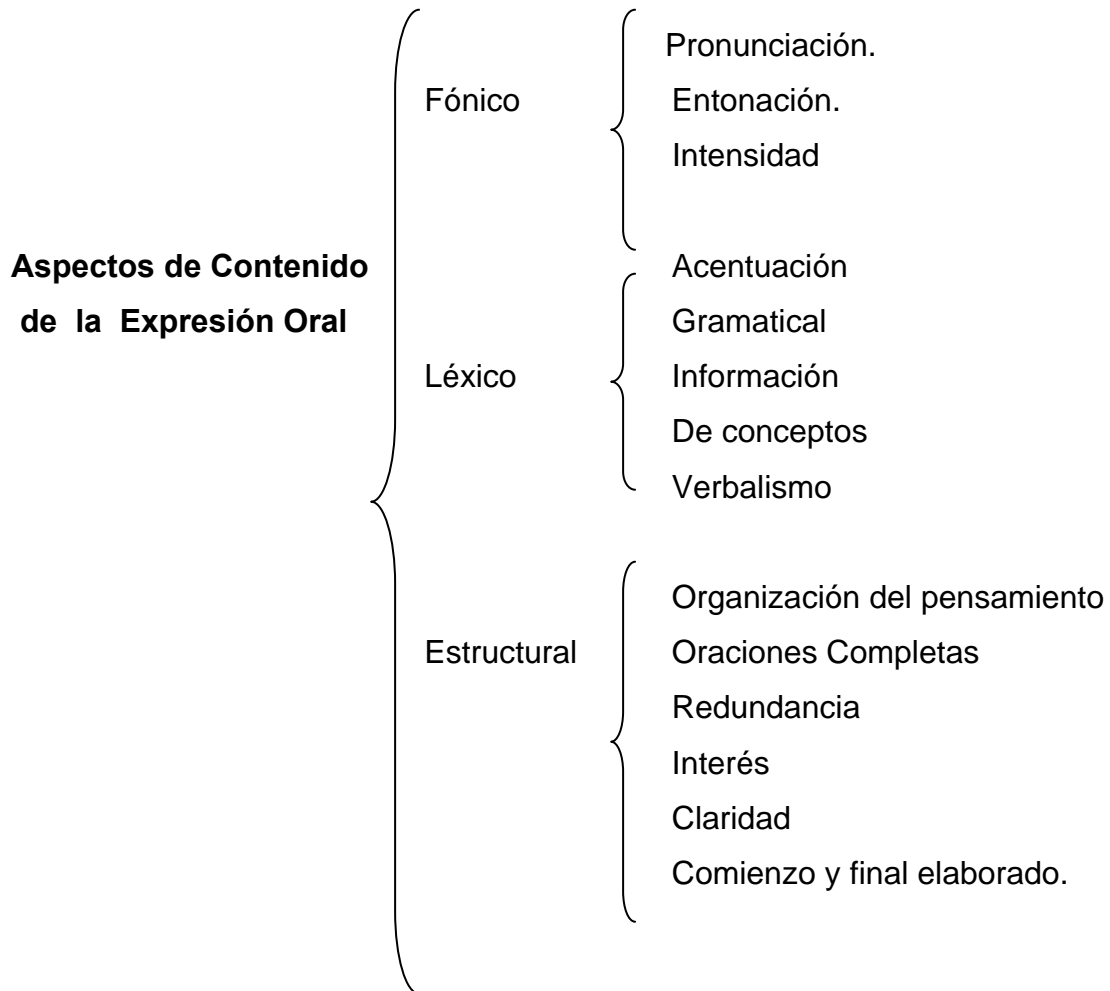 Aspectos de Contenido
de la Expresión Oral
Fónico
Pronunciación.
Entonación.
Intensidad
Léxico
Acentuación
Gramatical
Información
De conceptos
Verbalismo
Estructural
Organización del pensamiento
Oraciones Completas
Redundancia
Interés
Claridad
Comienzo y final elaborado.